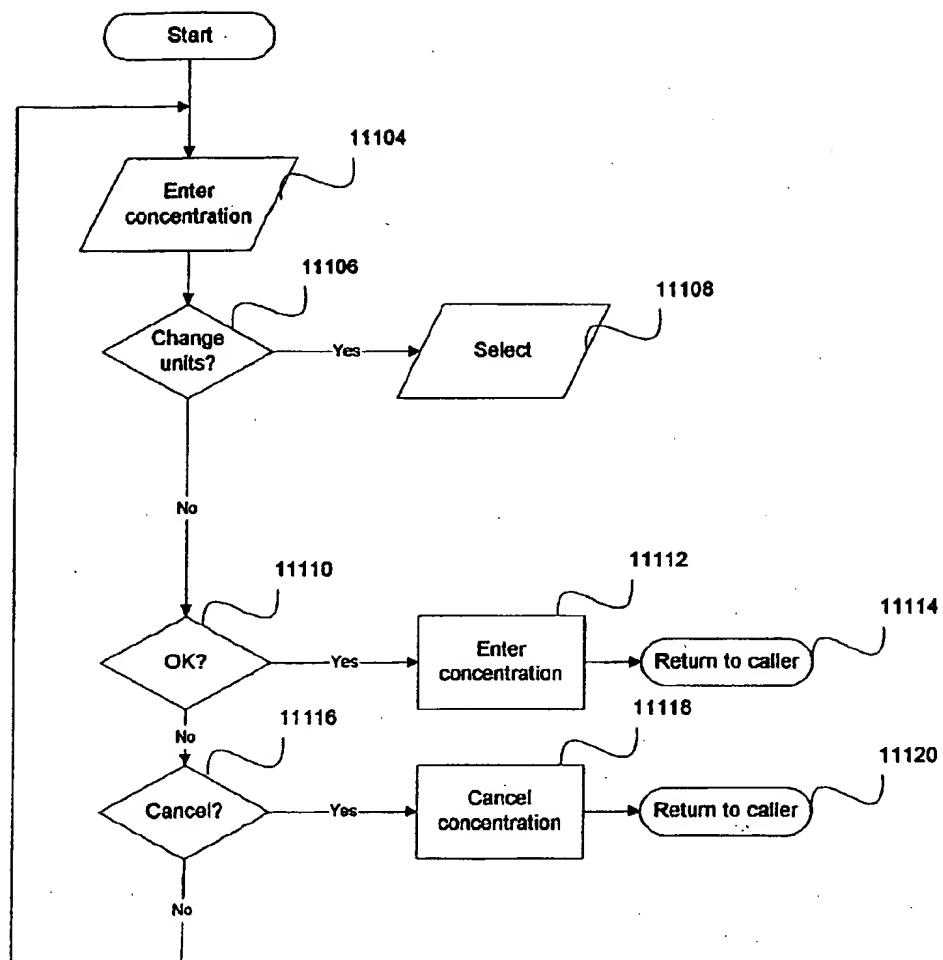 Start
11104
Enter
concentration
11106
11108
Change
units?
Yes
Select
No
11110
11112
11114
OK?
Yes
Enter
concentration
Return to caller
No
11116
11118
11120
Cancel?
Yes
Cancel
concentration
Return to caller
No